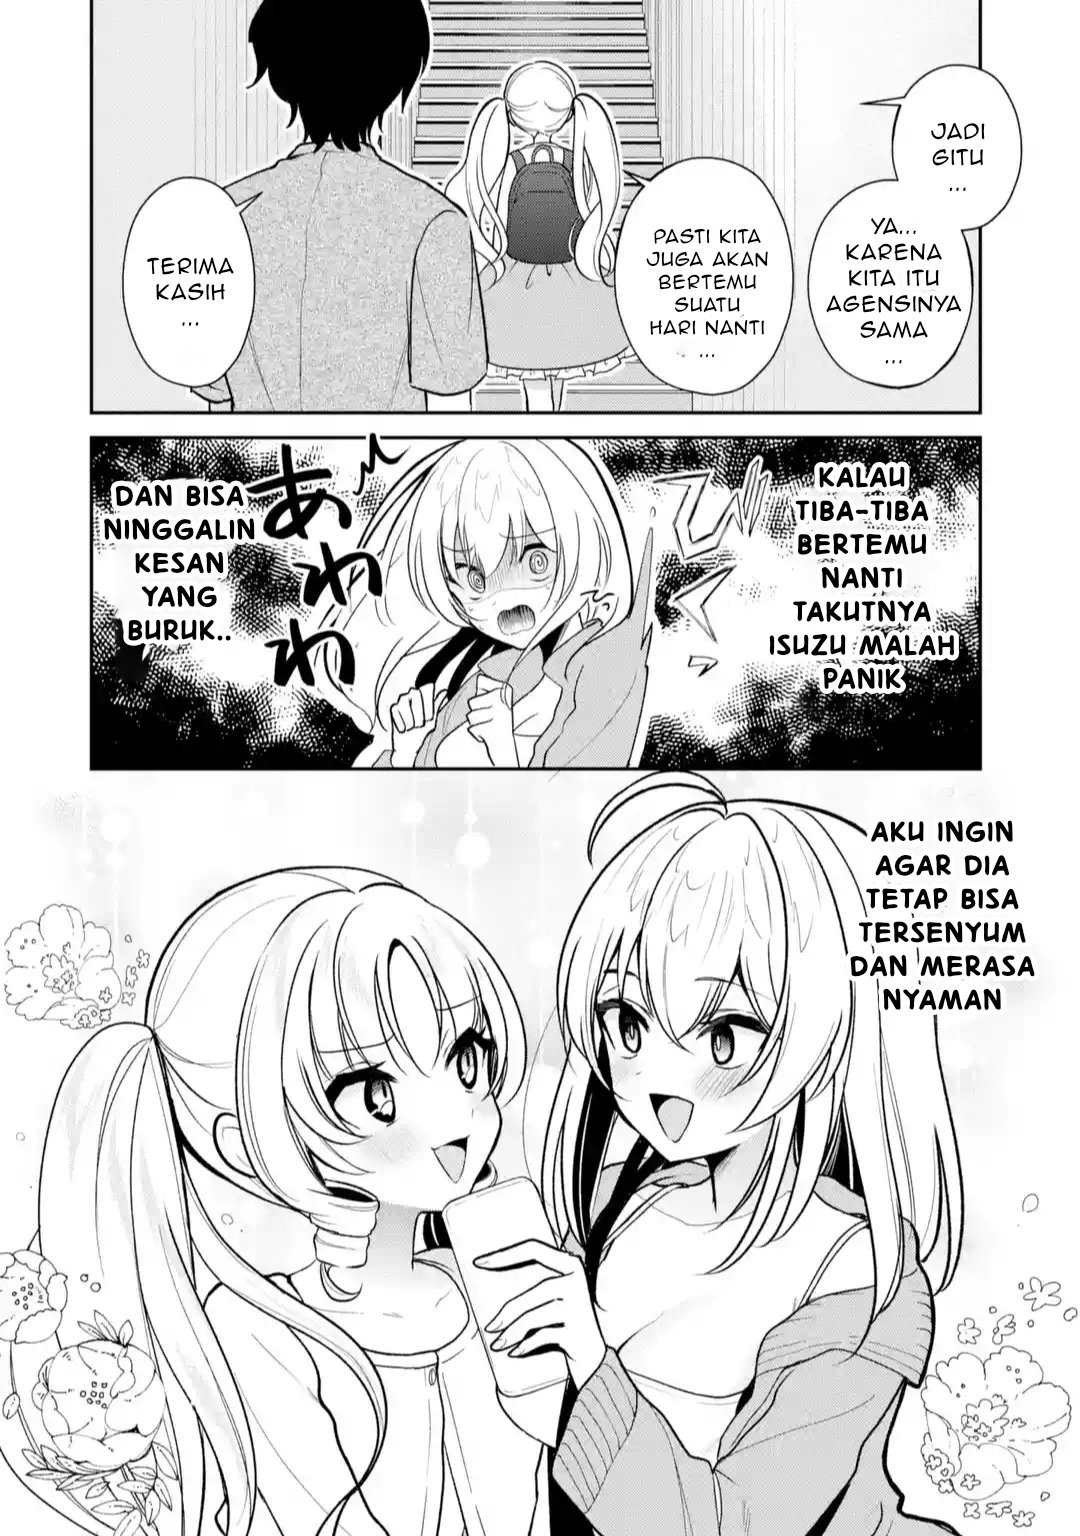 JADI
GITU
...
YA...
KARENA
KITA ITU
AGENSINYA
SAMA
...
PASTI KITA
JUGA AKAN
BERTEMU
SUATU
HARI NANTI
...
TERIMA
KASIH
...
KALAU
TIBA-TIBA
BERTEMU
NANTI
TAKUTNYA
ISUZU MALAH
PANIK
あわわ
DAN BISA
NINGGALIN
KESAN
YANG
BURUK..
AKU INGIN
AGAR DIA
TETAP BISA
TERSENYUM
DAN MERASA
NYAMAN